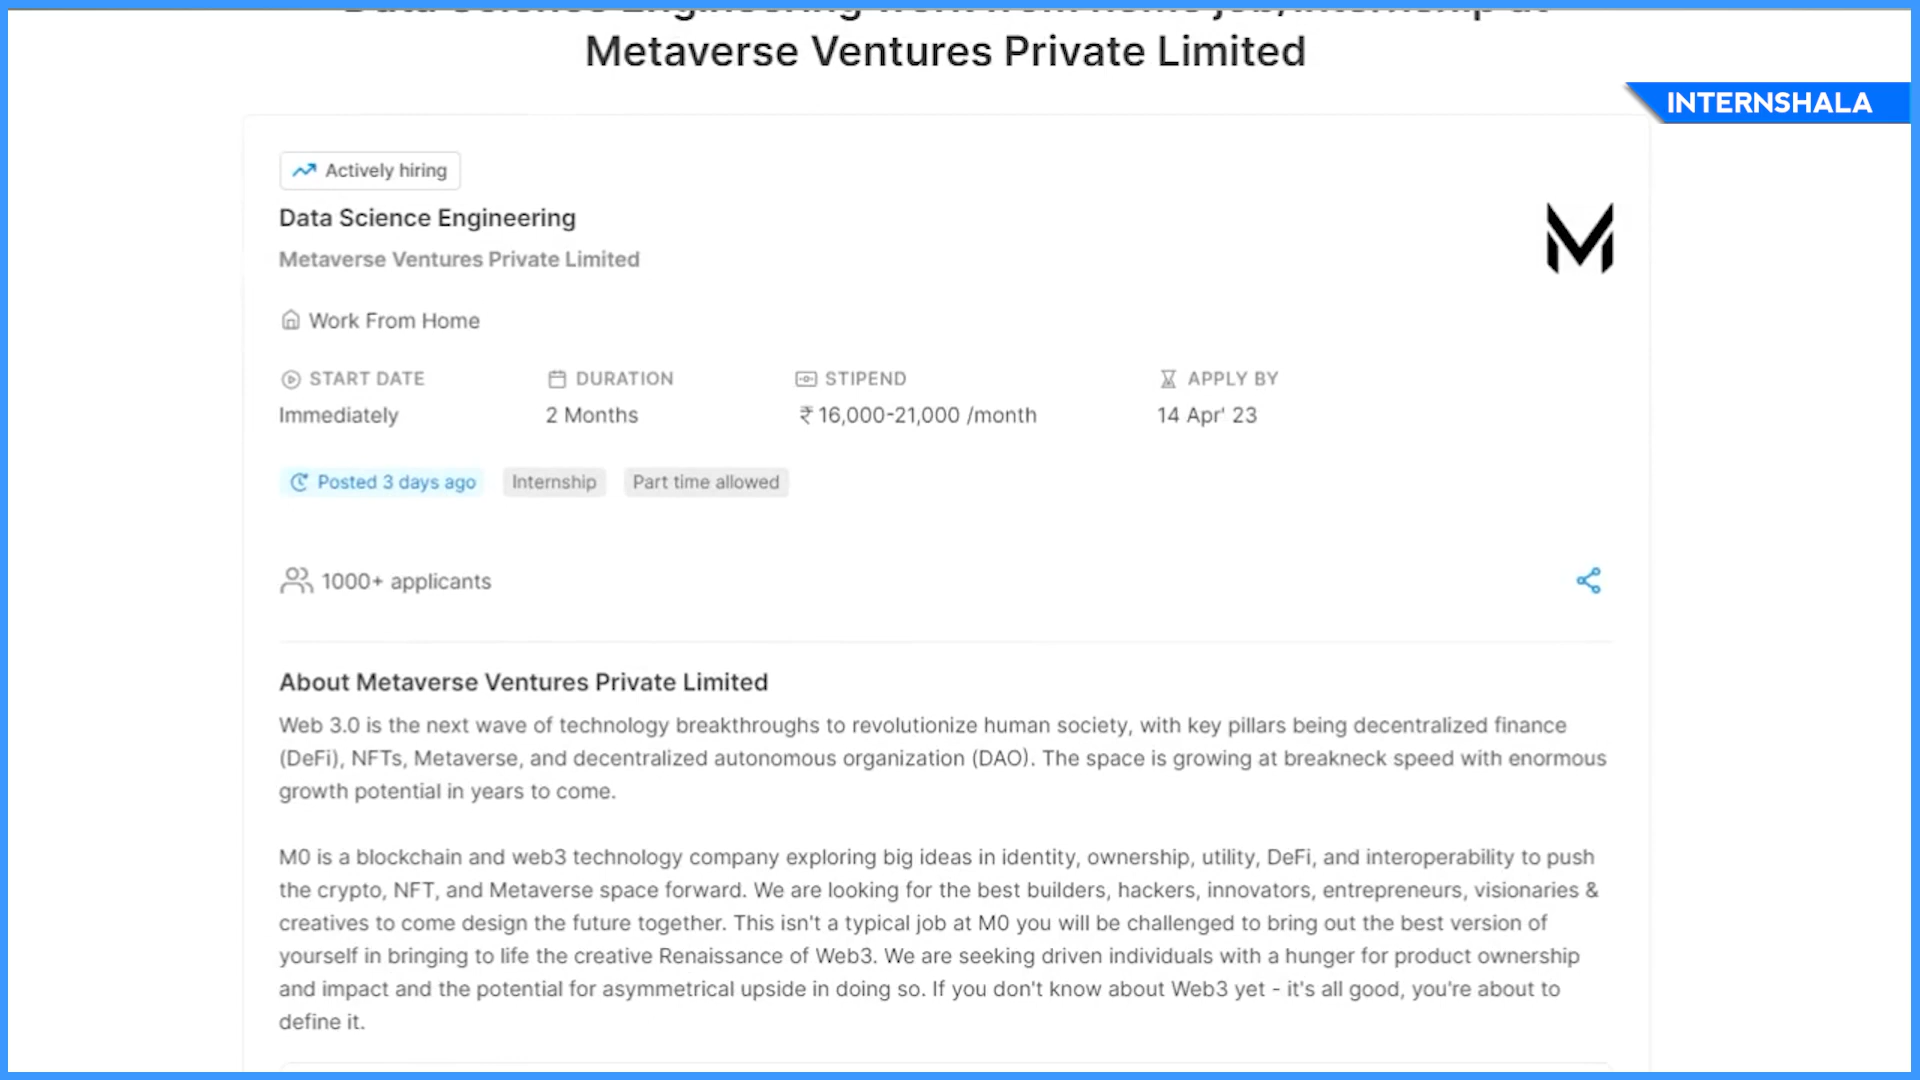 Data Science Engineering work from home job/internship at
Metaverse Ventures Private Limited
INTERNSHALA
Actively hiring
Data Science Engineering
Metaverse Ventures Private Limited
Work From Home
START DATE DURATION STIPEND APPLY BY
Immediately 2 Months ₹ 16,000-21,000 /month 14 Apr' 23
Posted 3 days ago Internship Part time allowed
1000+ applicants
About Metaverse Ventures Private Limited
Web 3.0 is the next wave of technology breakthroughs to revolutionize human society, with key pillars being decentralized finance
(DeFi), NFTs, Metaverse, and decentralized autonomous organization (DAO). The space is growing at breakneck speed with enormous
growth potential in years to come.
M0 is a blockchain and web3 technology company exploring big ideas in identity, ownership, utility, DeFi, and interoperability to push
the crypto, NFT, and Metaverse space forward. We are looking for the best builders, hackers, innovators, entrepreneurs, visionaries &
creatives to come design the future together. This isn't a typical job at M0 you will be challenged to bring out the best version of
yourself in bringing to life the creative Renaissance of Web3. We are seeking driven individuals with a hunger for product ownership
and impact and the potential for asymmetrical upside in doing so. If you don't know about Web3 yet - it's all good, you're about to
define it.